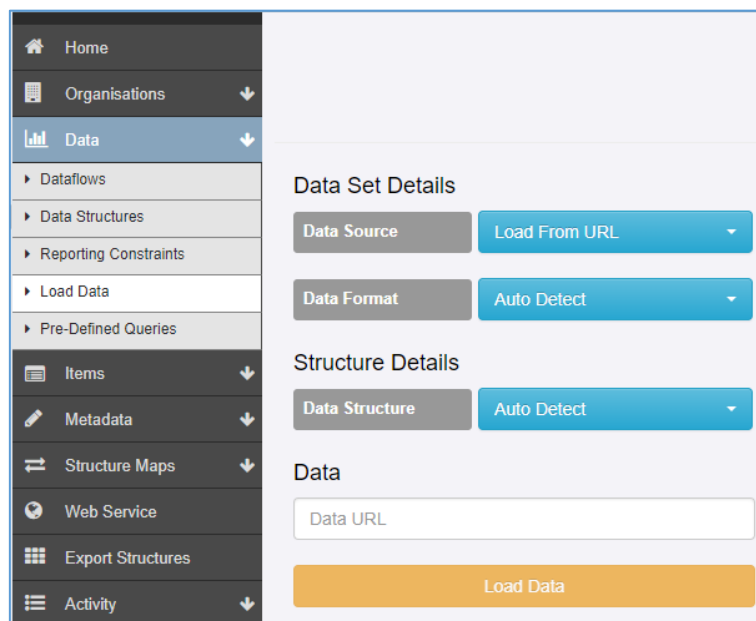 Home
Organisations
Data
Dataflows
Data Structures
Reporting Constraints
Load Data
Pre-Defined Queries
Items
Metadata
Structure Maps
Web Service
Export Structures
Activity
Data Set Details
Data Source Load From URL
Data Format Auto Detect
Structure Details
Data Structure Auto Detect
Data
Data URL
Load Data